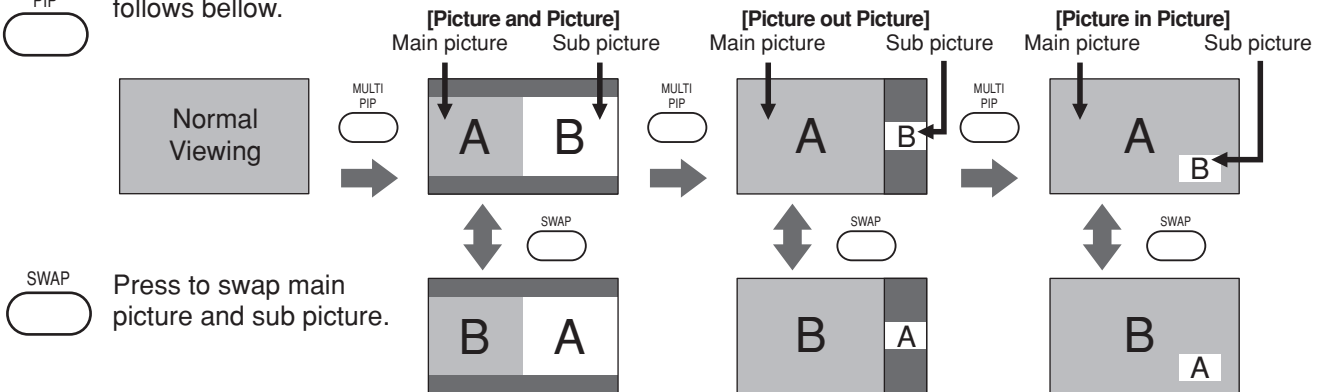 PIP
follows bellow.
[Picture and Picture]
[Picture out Picture]
[Picture in Picture]
Main picture Sub picture
Main picture Sub picture
Main picture Sub picture
Normal
Viewing
MULTI
PIP
A B
MULTI
PIP
A B
MULTI
PIP
A B
SWAP
SWAP
SWAP
SWAP
Press to swap main
picture and sub picture.
B A
B A
B A